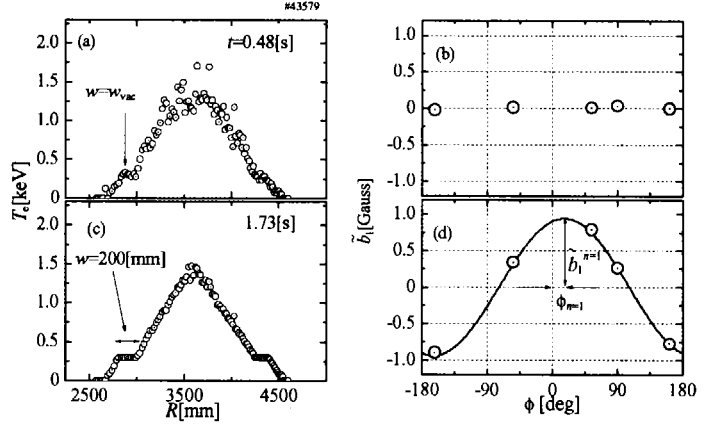 #43579
(a)
t=0.48[s]
w=w_vac
2.0
1.5
1.0
0.5
0
T_e[keV]
(c)
1.73[s]
w=200[mm]
2.0
1.5
1.0
0.5
0
2500 3500 4500
R[mm]
(b)
1.0
0.5
0
-0.5
-1.0
b̃_1[Gauss]
(d)
1.0
0.5
0
-0.5
-1.0
b̃_1^{n=1}
ϕ_{n=1}
-180 -90 0 90 180
ϕ [deg]